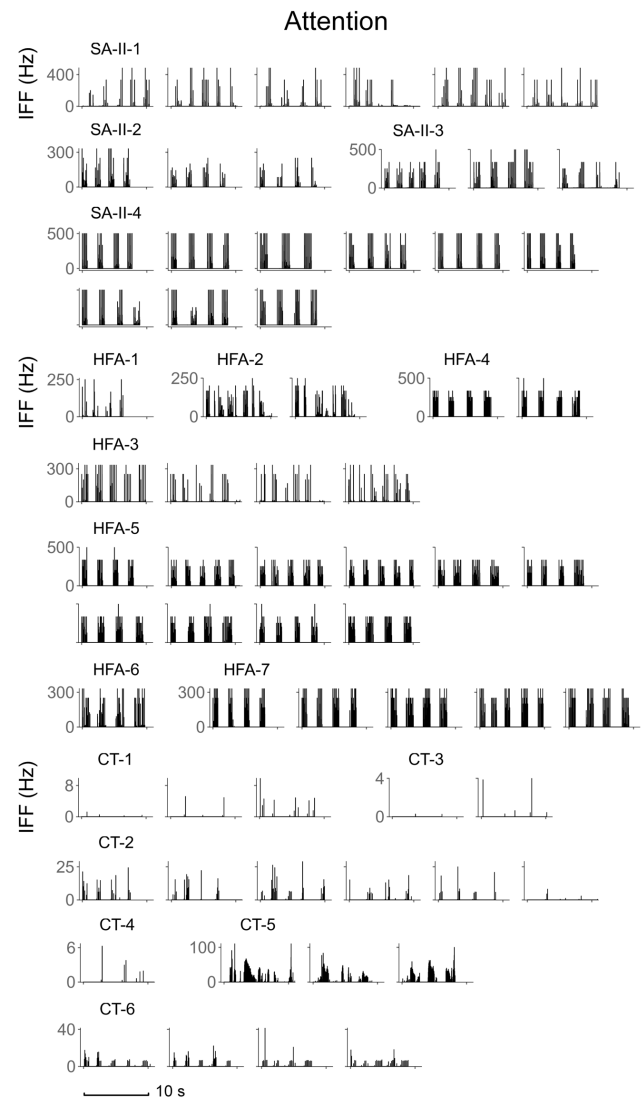 Attention
SA-II-1
IFF (Hz)
400
0
SA-II-2
SA-II-3
300
0
500
0
SA-II-4
500
0
IFF (Hz)
HFA-1
HFA-2
HFA-4
250
0
250
0
500
0
HFA-3
300
0
HFA-5
500
0
HFA-6
HFA-7
300
0
300
0
IFF (Hz)
CT-1
CT-3
8
0
4
0
CT-2
25
0
CT-4
CT-5
6
0
100
0
CT-6
40
0
10 s